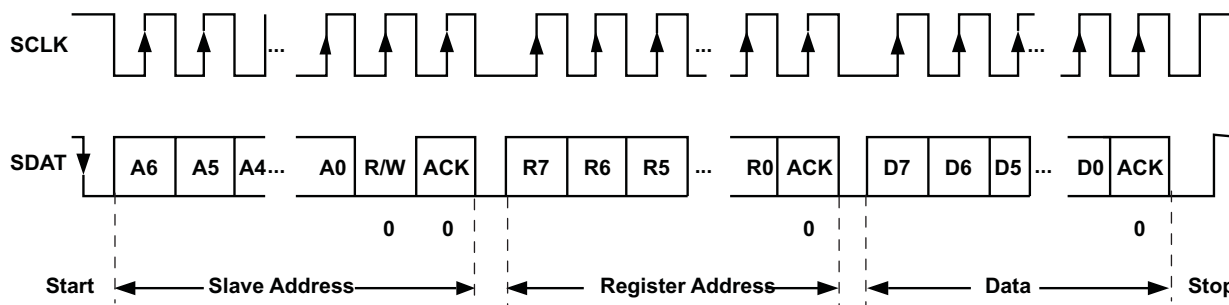 SCLK ... ... ...
SDAT A6 A5 A4... A0 R/W ACK R7 R6 R5 ... R0 ACK D7 D6 D5 ... D0 ACK
0 0 0 0
Start Slave Address Register Address Data Stop